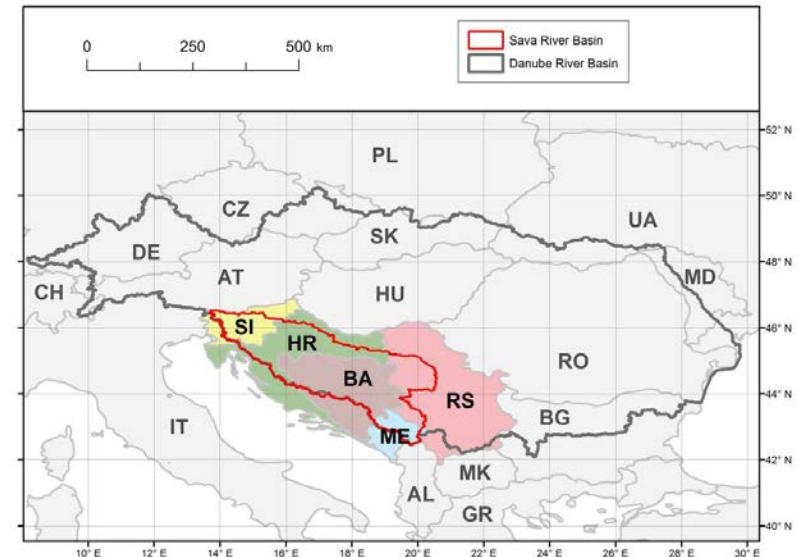 0 250 500 km
Sava River Basin
Danube River Basin
52° N
PL
50° N
CZ
UA
SK
DE
48° N
MD
AT
CH
HU
46° N
SI
HR
RO
BA
44° N
RS
BG
IT
ME
MK
42° N
AL
GR
40° N
10° E 12° E 14° E 16° E 18° E 20° E 22° E 24° E 26° E 28° E 30° E